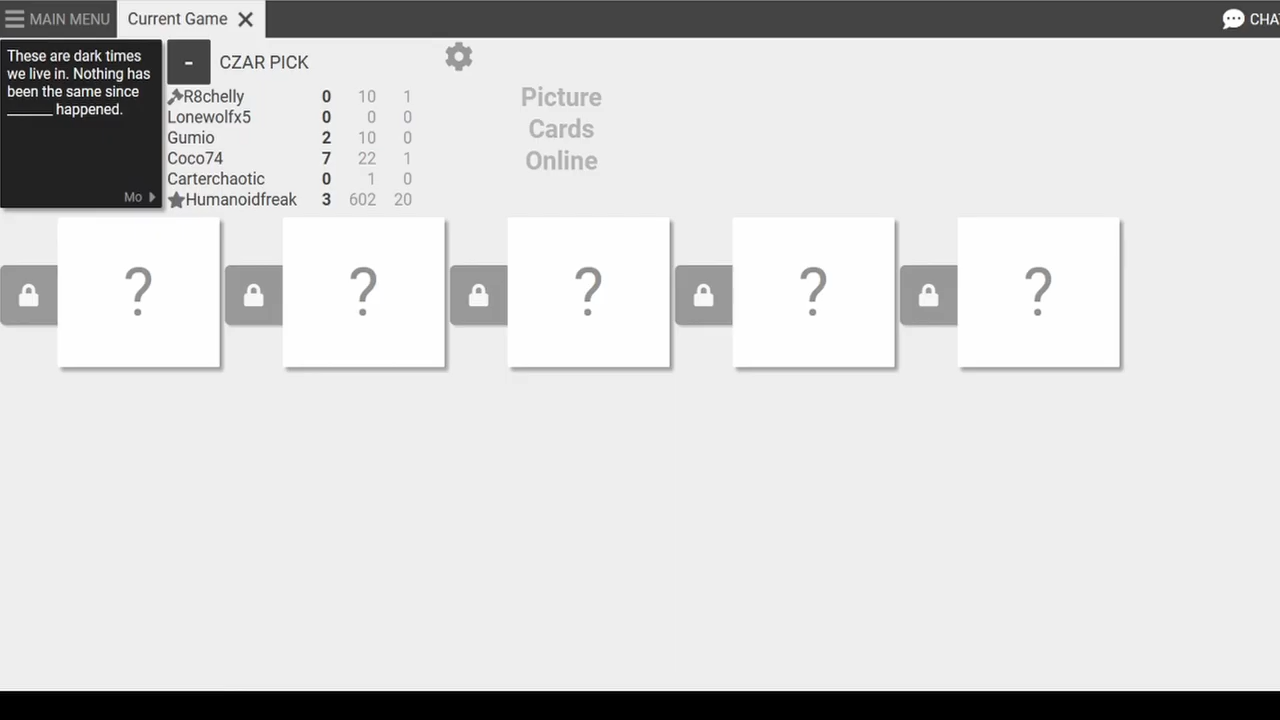 MAIN MENU
Current Game
CHA
These are dark times
we live in. Nothing has
been the same since
______ happened.
Mo
-
CZAR PICK
R8chelly 0 10 1
Lonewolfx5 0 0 0
Gumio 2 10 0
Coco74 7 22 1
Carterchaotic 0 1 0
Humanoidfreak 3 602 20
Picture
Cards
Online
? ? ? ? ?